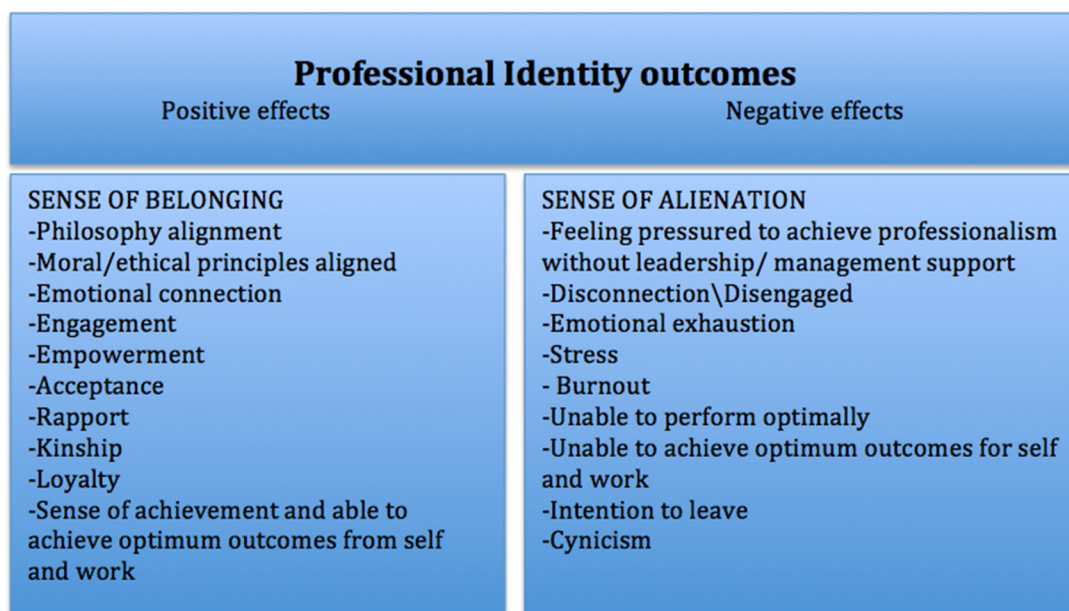 Professional Identity outcomes
Positive effects
Negative effects
SENSE OF BELONGING
-Philosophy alignment
-Moral/ethical principles aligned
-Emotional connection
-Engagement
-Empowerment
-Acceptance
-Rapport
-Kinship
-Loyalty
-Sense of achievement and able to
achieve optimum outcomes from self
and work
SENSE OF ALIENATION
-Feeling pressured to achieve professionalism
without leadership/ management support
-Disconnection\Disengaged
-Emotional exhaustion
-Stress
- Burnout
-Unable to perform optimally
-Unable to achieve optimum outcomes for self
and work
-Intention to leave
-Cynicism